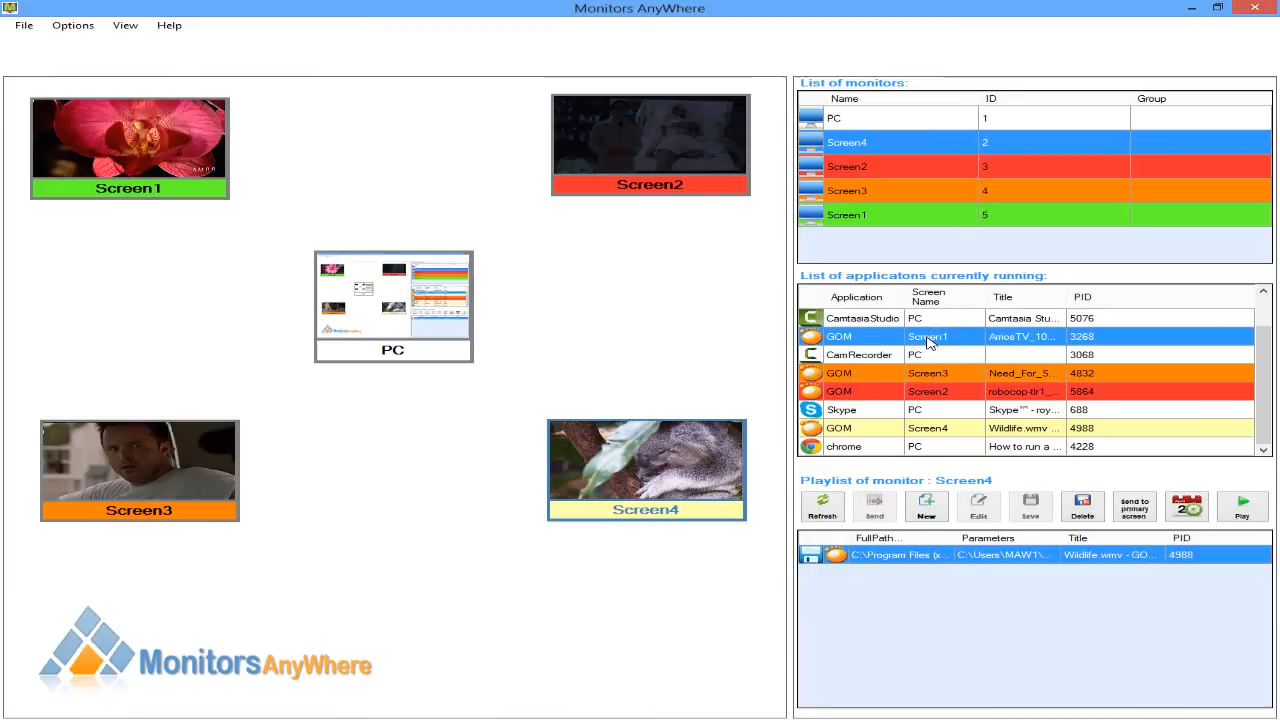 Monitors AnyWhere
File Options View Help
Screen1
Screen2
PC
Screen3
Screen4
MonitorsAnyWhere
List of monitors:
Name ID Group
PC 1
Screen4 2
Screen2 3
Screen3 4
Screen1 5
List of applicatons currently running:
Application Screen Name Title PID
CamtasiaStudio PC Camtasia Stu... 5076
GOM Screen1 AmosTV_10... 3268
CamRecorder PC 3068
GOM Screen3 Need_For_S... 4832
GOM Screen2 robocop-tlr1_... 5864
Skype PC Skype™ - roy... 688
GOM Screen4 Wildlife.wmv ... 4988
chrome PC How to run a ... 4228
Playlist of monitor : Screen4
Refresh Send New Edit Save Delete Send to primary screen Play
FullPath... Parameters Title PID
C:\Program Files (x... C:\Users\MAW1\... Wildlife.wmv - GO... 4988